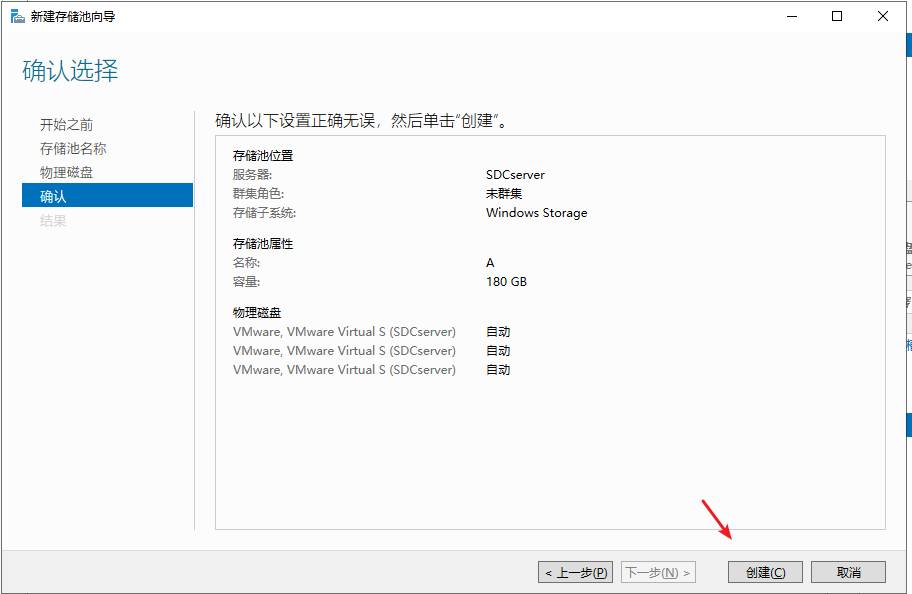 新建存储池向导
确认选择
开始之前
存储池名称
物理磁盘
确认
结果
确认以下设置正确无误，然后单击“创建”。
存储池位置
服务器: SDCserver
群集角色: 未群集
存储子系统: Windows Storage
存储池属性
名称: A
容量: 180 GB
物理磁盘
VMware, VMware Virtual S (SDCserver) 自动
VMware, VMware Virtual S (SDCserver) 自动
VMware, VMware Virtual S (SDCserver) 自动
< 上一步(P) 下一步(N) > 创建(C) 取消